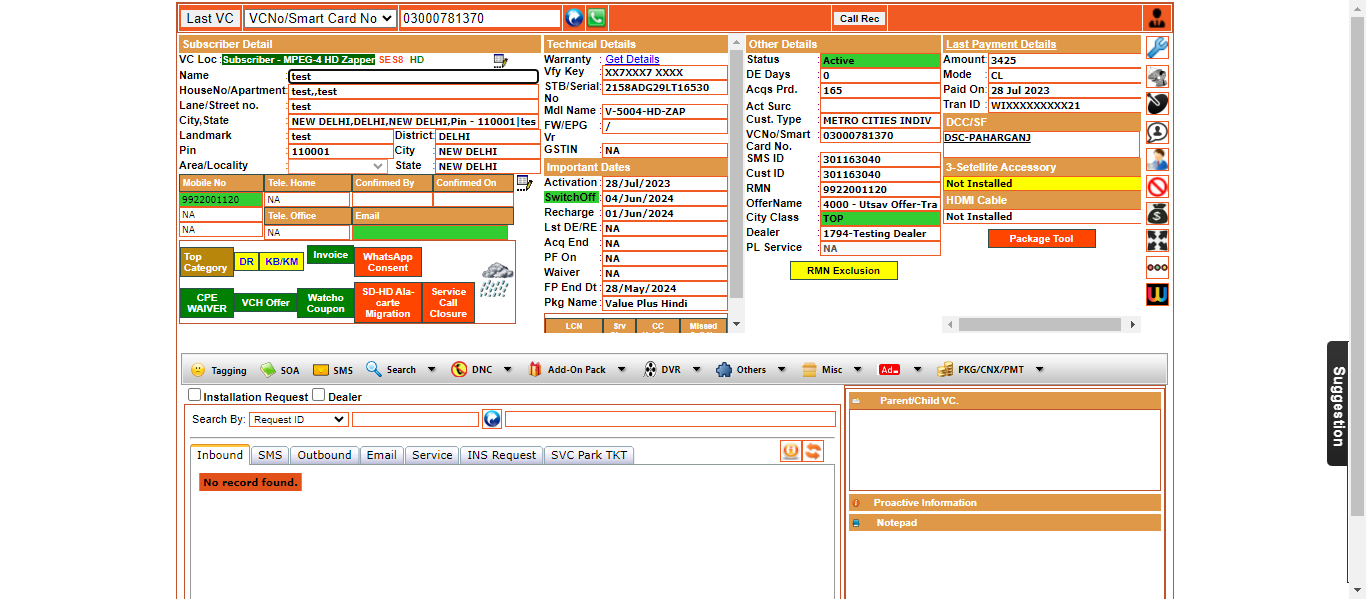 Last VC VCNo/Smart Card No 03000781370 Call Rec
Subscriber Detail
VC Loc : Subscriber - MPEG-4 HD Zapper SES8 HD
Name : test
HouseNo/Apartment : test,,test
Lane/Street no. : test
City,State : NEW DELHI,DELHI,NEW DELHI,Pin - 110001|tes
Landmark : test District : DELHI
Pin : 110001 City : NEW DELHI
Area/Locality : State : NEW DELHI
Mobile No Tele. Home Confirmed By Confirmed On
9922001120 NA
NA Tele. Office Email
NA NA
Top Category DR KB/KM Invoice WhatsApp Consent
CPE WAIVER VCH Offer Watcho Coupon SD-HD Ala-carte Migration Service Call Closure
Technical Details
Warranty : Get Details
Vfy Key : XX7XXX7 XXXX
STB/Serial No : 2158ADG29LT16530
Mdl Name : V-5004-HD-ZAP
FW/EPG Vr : /
GSTIN : NA
Important Dates
Activation : 28/Jul/2023
SwitchOff : 04/Jun/2024
Recharge : 01/Jun/2024
Lst DE/RE : NA
Acq End : NA
PF On : NA
Waiver : NA
FP End Dt : 28/May/2024
Pkg Name : Value Plus Hindi
LCN Srv CC Missed
Other Details
Status : Active
DE Days : 0
Acqs Prd. : 165
Act Surc :
Cust. Type : METRO CITIES INDIV
VCNo/Smart Card No. : 03000781370
SMS ID : 301163040
Cust ID : 301163040
RMN : 9922001120
OfferName : 4000 - Utsav Offer-Tra
City Class : TOP
Dealer : 1794-Testing Dealer
PL Service : NA
RMN Exclusion
Last Payment Details
Amount : 3425
Mode : CL
Paid On : 28 Jul 2023
Tran ID : WIXXXXXXXXX21
DCC/SF
DSC-PAHARGANJ
3-Setellite Accessory
Not Installed
HDMI Cable
Not Installed
Package Tool
Tagging SOA SMS Search DNC Add-On Pack DVR Others Misc Ad PKG/CNX/PMT
Installation Request Dealer
Search By: Request ID
Inbound SMS Outbound Email Service INS Request SVC Park TKT
No record found.
Parent/Child VC.
Proactive Information
Notepad
Suggestion